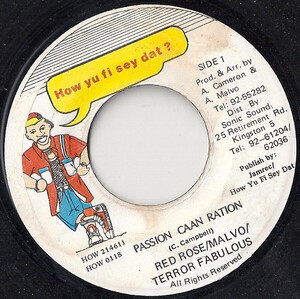 How yu fi sey dat ?
SIDE 1
Prod. & Arr. by
A. Cameron &
A. Malvo
Tel: 92-55282
Dist By
Sonic Sound,
25 Retirement Rd.
Kingston 5
Tel: 92-61204/
62036
Publish by:
Jamrec/
How Yu Fi Sey Dat
HOW 214611
HOW 0118
PASSION CAAN RATION
(C. Campbell)
RED ROSE/MALVO/
TERROR FABULOUS
All Rights Reserved